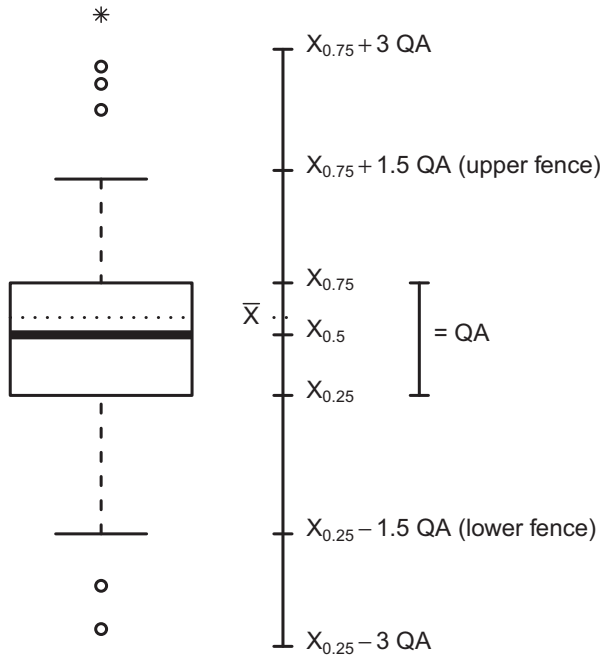 X0.75 + 3 QA
X0.75 + 1.5 QA (upper fence)
X0.75
X̅
X0.5
= QA
X0.25
X0.25 − 1.5 QA (lower fence)
X0.25 − 3 QA